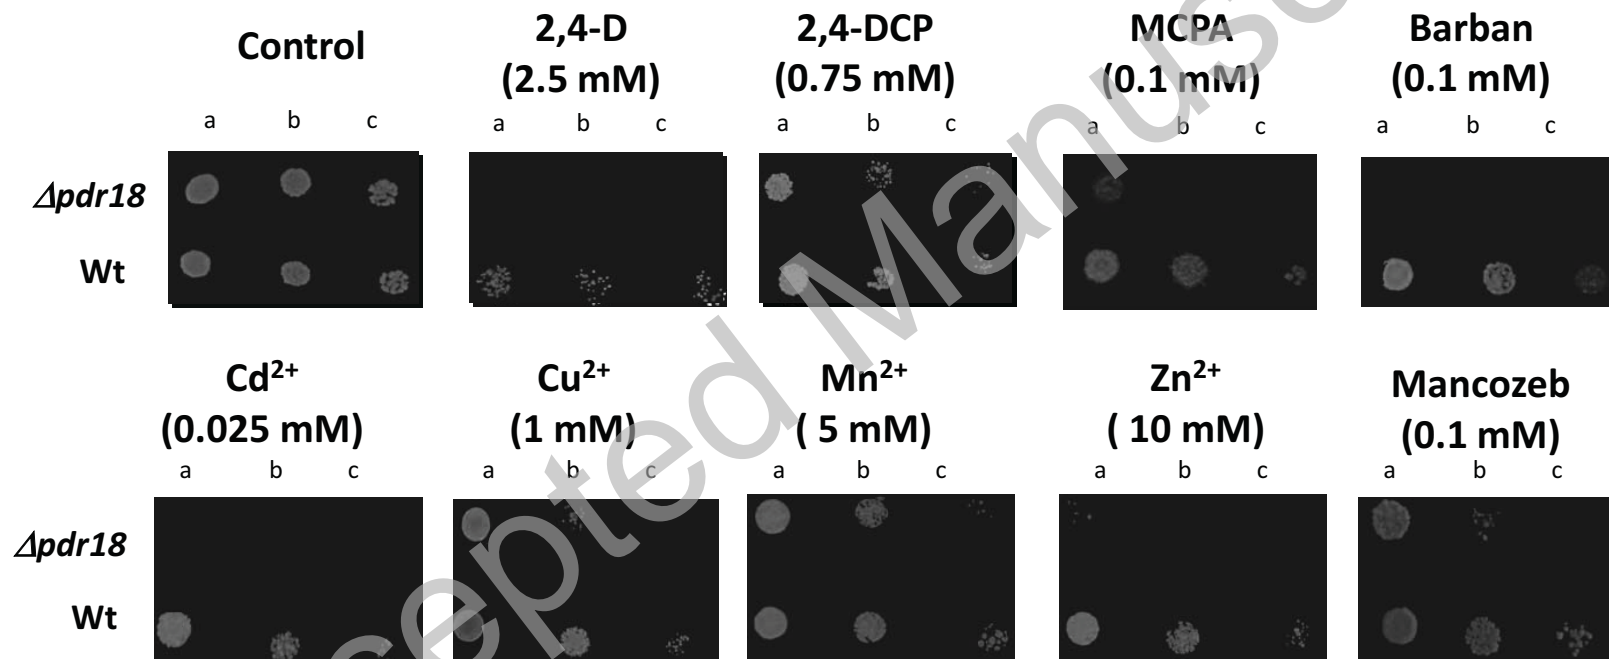 Control
2,4-D
(2.5 mM)
2,4-DCP
(0.75 mM)
MCPA
(0.1 mM)
Barban
(0.1 mM)
a b c
a b c
a b c
a b c
a b c
Δpdr18
Wt
Cd²⁺
(0.025 mM)
Cu²⁺
(1 mM)
Mn²⁺
( 5 mM)
Zn²⁺
( 10 mM)
Mancozeb
(0.1 mM)
a b c
a b c
a b c
a b c
a b c
Δpdr18
Wt